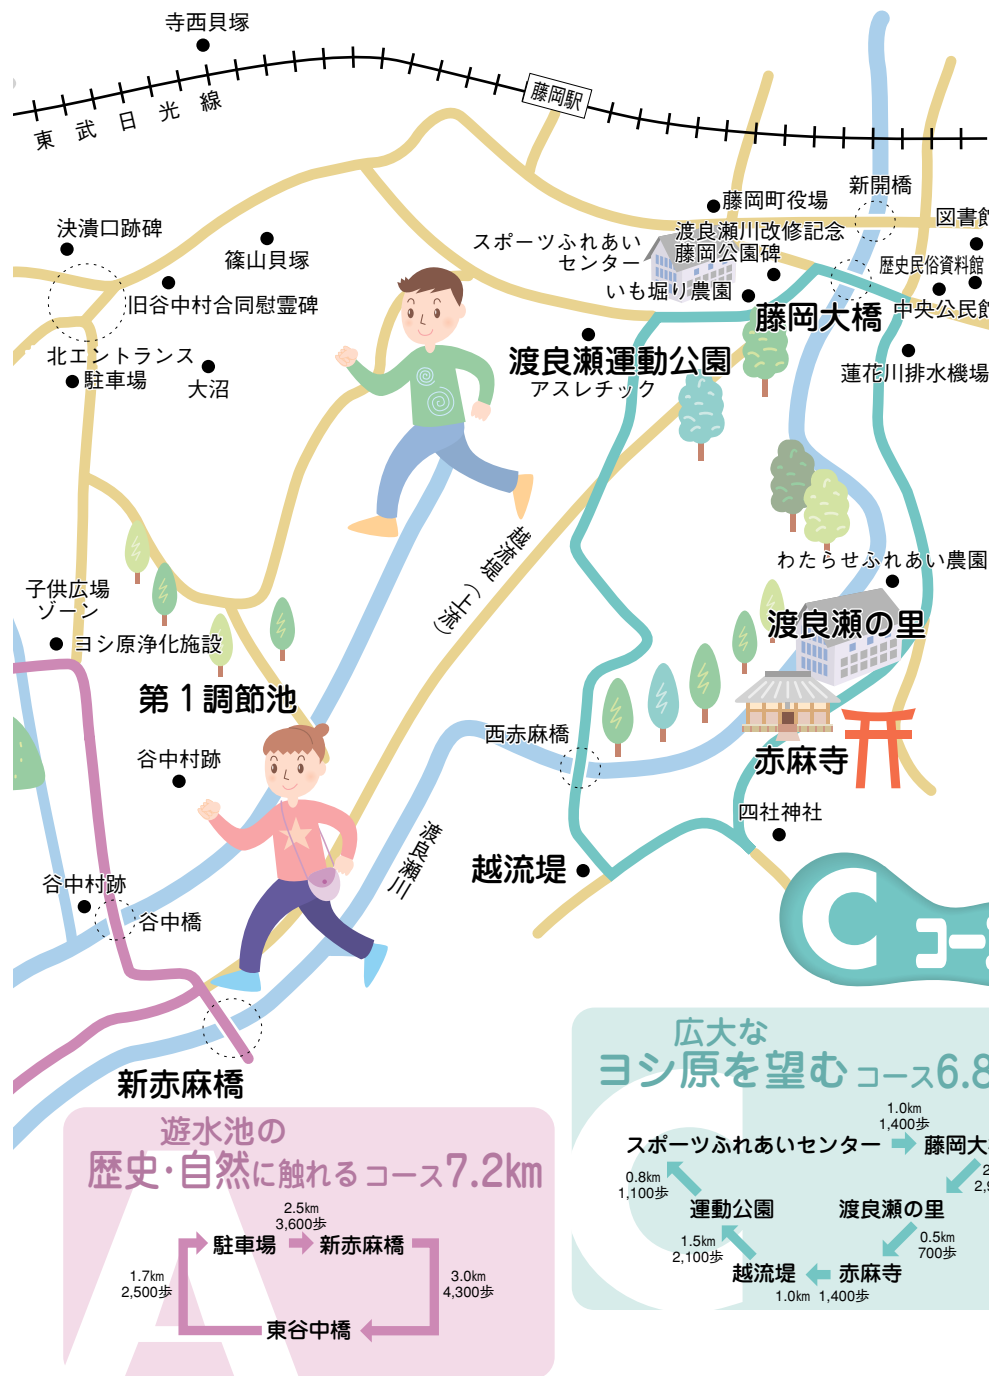 寺西貝塚
東武日光線
藤岡駅
新開橋
藤岡町役場
図書館
決潰口跡碑
渡良瀬川改修記念
藤岡公園碑
スポーツふれあい
センター
篠山貝塚
歴史民俗資料館
旧谷中村合同慰霊碑
いも堀り農園
藤岡大橋
中央公民館
北エントランス
駐車場
大沼
渡良瀬運動公園
アスレチック
蓮花川排水機場
越流堤（上流）
わたらせふれあい農園
子供広場
ゾーン
ヨシ原浄化施設
渡良瀬の里
第1調節池
西赤麻橋
谷中村跡
赤麻寺
四社神社
渡良瀬川
越流堤
谷中村跡
谷中橋
C コー
新赤麻橋
遊水池の
歴史・自然に触れるコース7.2km
A
2.5km
3,600歩
駐車場
新赤麻橋
1.7km
2,500歩
3.0km
4,300歩
東谷中橋
広大な
ヨシ原を望む コース6.8
C
1.0km
1,400歩
スポーツふれあいセンター
藤岡大
0.8km
1,100歩
2
2,9
運動公園
渡良瀬の里
1.5km
2,100歩
0.5km
700歩
越流堤
赤麻寺
1.0km 1,400歩